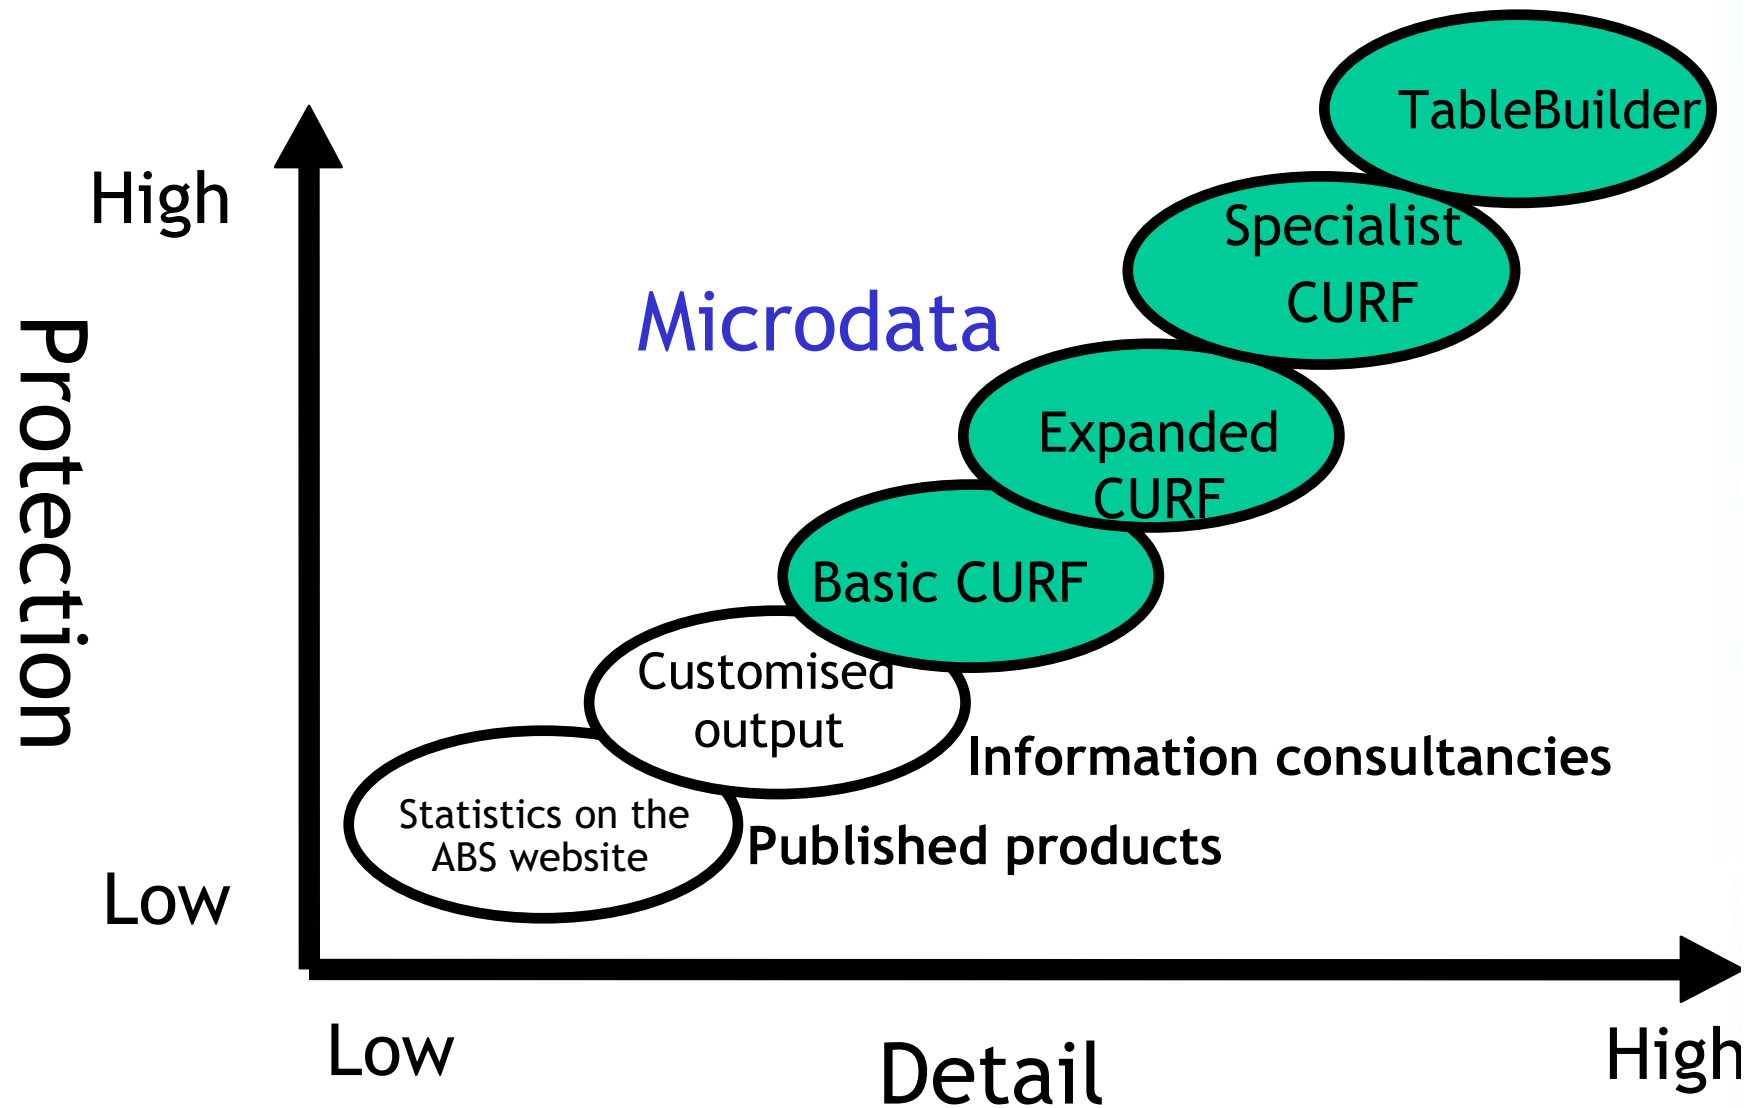 TableBuilder
High
Specialist
CURF
Microdata
Protection
Expanded
CURF
Basic CURF
Customised
output
Information consultancies
Statistics on the
ABS website
Published products
Low
Low
Detail
High